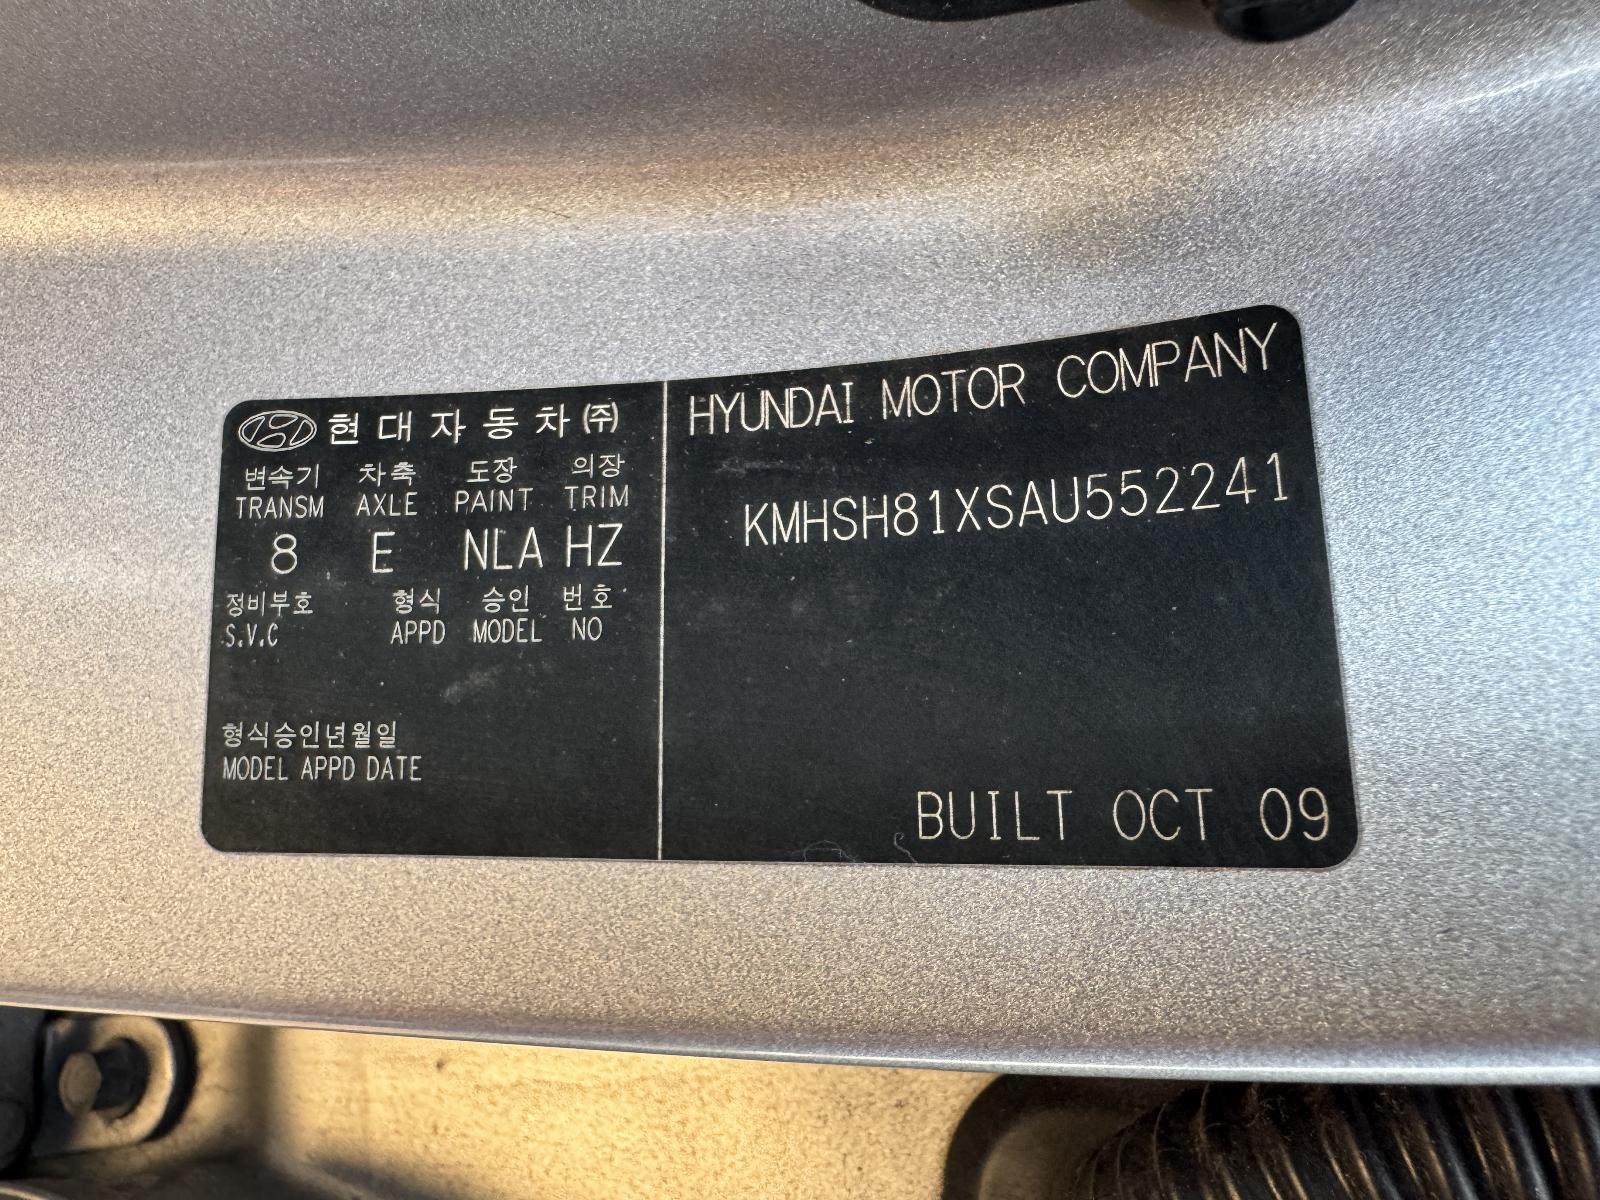 현대자동차㈜
변속기 차축 도장 의장
TRANSM AXLE PAINT TRIM
8 E NLA HZ
정비부호 형식 승인 번호
S.V.C APPD MODEL NO
형식승인년월일
MODEL APPD DATE
HYUNDAI MOTOR COMPANY
KMHSH81XSAU552241
BUILT OCT 09